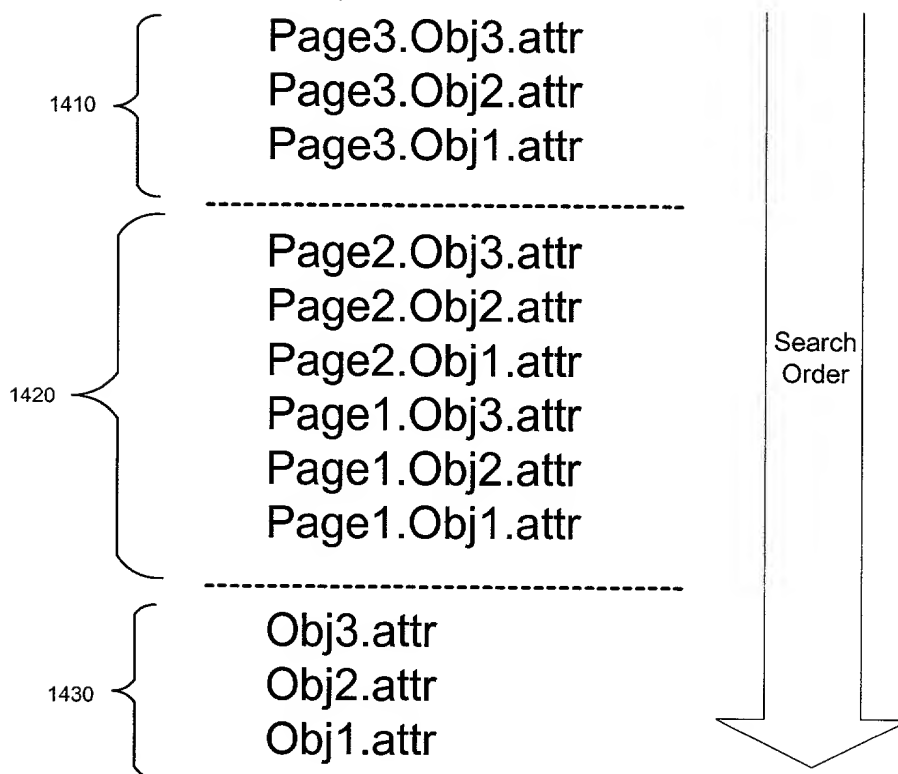 1410
Page3.Obj3.attr
Page3.Obj2.attr
Page3.Obj1.attr
1420
Page2.Obj3.attr
Page2.Obj2.attr
Page2.Obj1.attr
Page1.Obj3.attr
Page1.Obj2.attr
Page1.Obj1.attr
1430
Obj3.attr
Obj2.attr
Obj1.attr
Search
Order